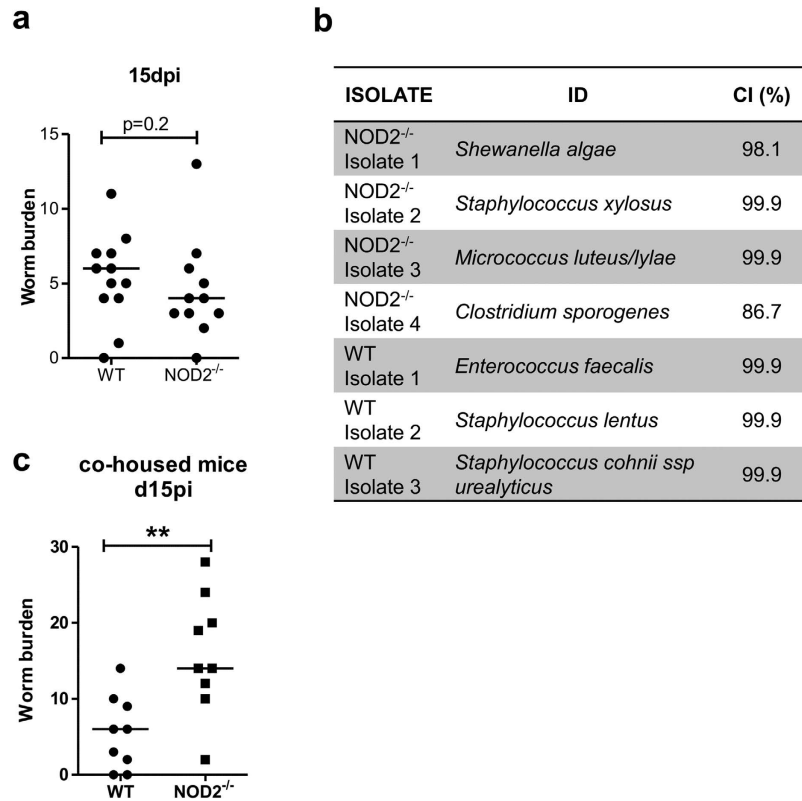 a
15dpi
p=0.2
15
10
5
0
Worm burden
WT NOD2-/-
b
ISOLATE ID CI (%)
NOD2-/-
Isolate 1 Shewanella algae 98.1
NOD2-/-
Isolate 2 Staphylococcus xylosus 99.9
NOD2-/-
Isolate 3 Micrococcus luteus/lylae 99.9
NOD2-/-
Isolate 4 Clostridium sporogenes 86.7
WT
Isolate 1 Enterococcus faecalis 99.9
WT
Isolate 2 Staphylococcus lentus 99.9
WT
Isolate 3 Staphylococcus cohnii ssp
urealyticus 99.9
c
co-housed mice
d15pi
**
30
20
10
0
Worm burden
WT NOD2-/-